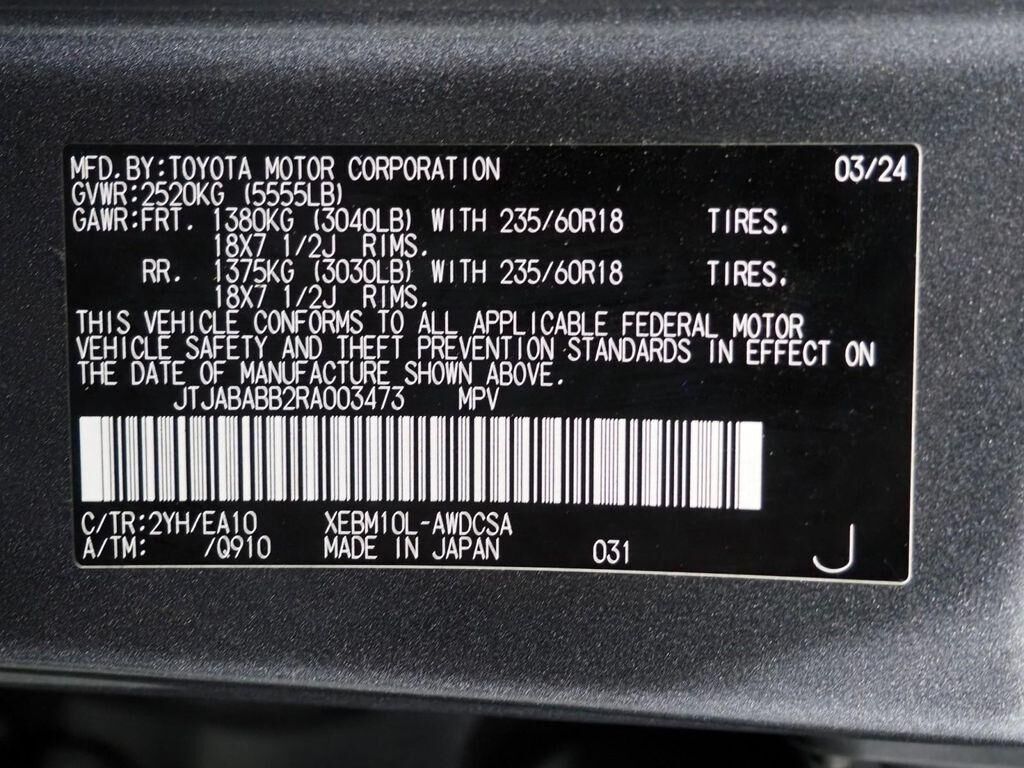 MFD.BY:TOYOTA MOTOR CORPORATION 03/24
GVWR:2520KG (5555LB)
GAWR:FRT. 1380KG (3040LB) WITH 235/60R18 TIRES.
18X7 1/2J RIMS.
RR. 1375KG (3030LB) WITH 235/60R18 TIRES.
18X7 1/2J RIMS.
THIS VEHICLE CONFORMS TO ALL APPLICABLE FEDERAL MOTOR
VEHICLE SAFETY AND THEFT PREVENTION STANDARDS IN EFFECT ON
THE DATE OF MANUFACTURE SHOWN ABOVE.
JTJABABB2RA003473 MPV
C/TR:2YH/EA10 XEBM10L-AWDCSA
A/TM: /Q910 MADE IN JAPAN 031 J